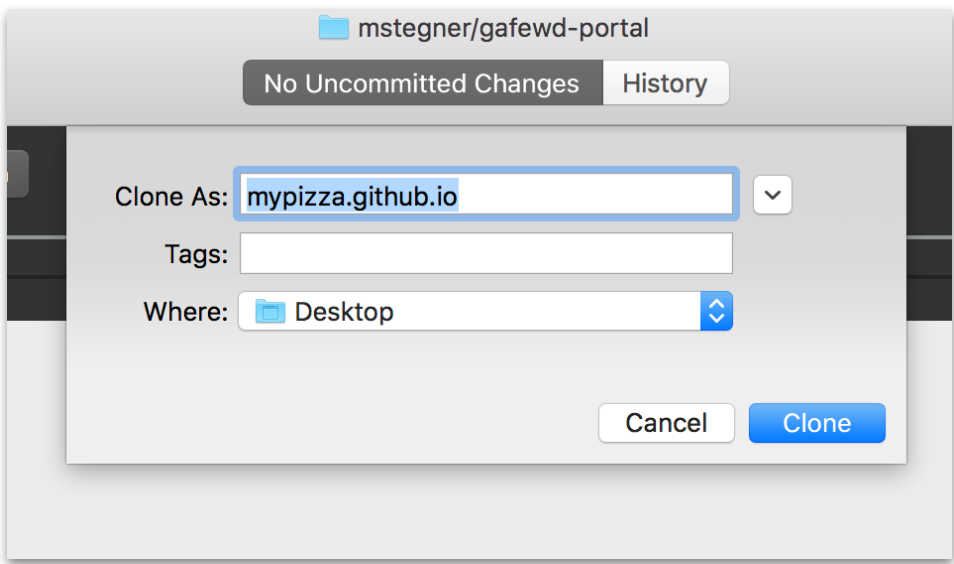 mstegner/gafewd-portal
No Uncommitted Changes History
Clone As: mypizza.github.io
Tags:
Where: Desktop
Cancel Clone